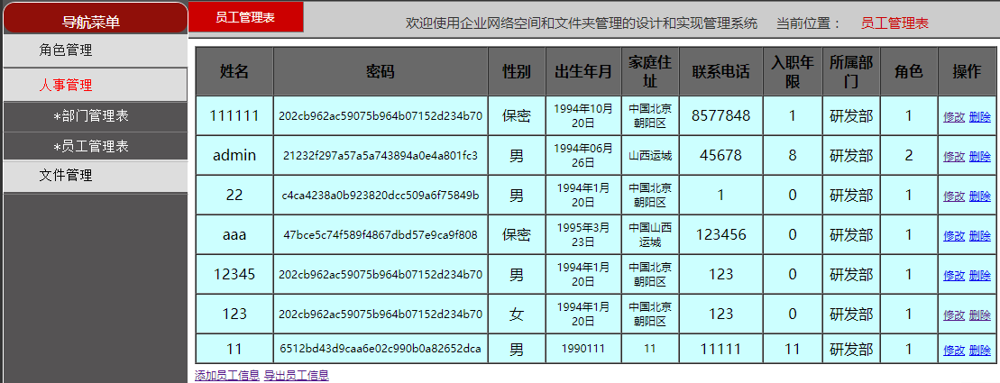 导航菜单
角色管理
人事管理
*部门管理表
*员工管理表
文件管理
员工管理表
欢迎使用企业网络空间和文件夹管理的设计和实现管理系统 当前位置： 员工管理表
姓名 密码 性别 出生年月 家庭住址 联系电话 入职年限 所属部门 角色 操作
111111 202cb962ac59075b964b07152d234b70 保密 1994年10月20日 中国北京朝阳区 8577848 1 研发部 1 修改 删除
admin 21232f297a57a5a743894a0e4a801fc3 男 1994年06月26日 山西运城 45678 8 研发部 2 修改 删除
22 c4ca4238a0b923820dcc509a6f75849b 男 1994年1月20日 中国北京朝阳区 1 0 研发部 1 修改 删除
aaa 47bce5c74f589f4867dbd57e9ca9f808 保密 1995年3月23日 中国山西运城 123456 0 研发部 1 修改 删除
12345 202cb962ac59075b964b07152d234b70 男 1994年1月20日 中国北京朝阳区 123 0 研发部 1 修改 删除
123 202cb962ac59075b964b07152d234b70 女 1994年1月20日 中国北京朝阳区 123 0 研发部 1 修改 删除
11 6512bd43d9caa6e02c990b0a82652dca 男 1990111 11 11111 11 研发部 1 修改 删除
添加员工信息 导出员工信息